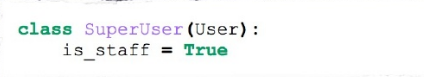 class SuperUser(User):
    is_staff = True